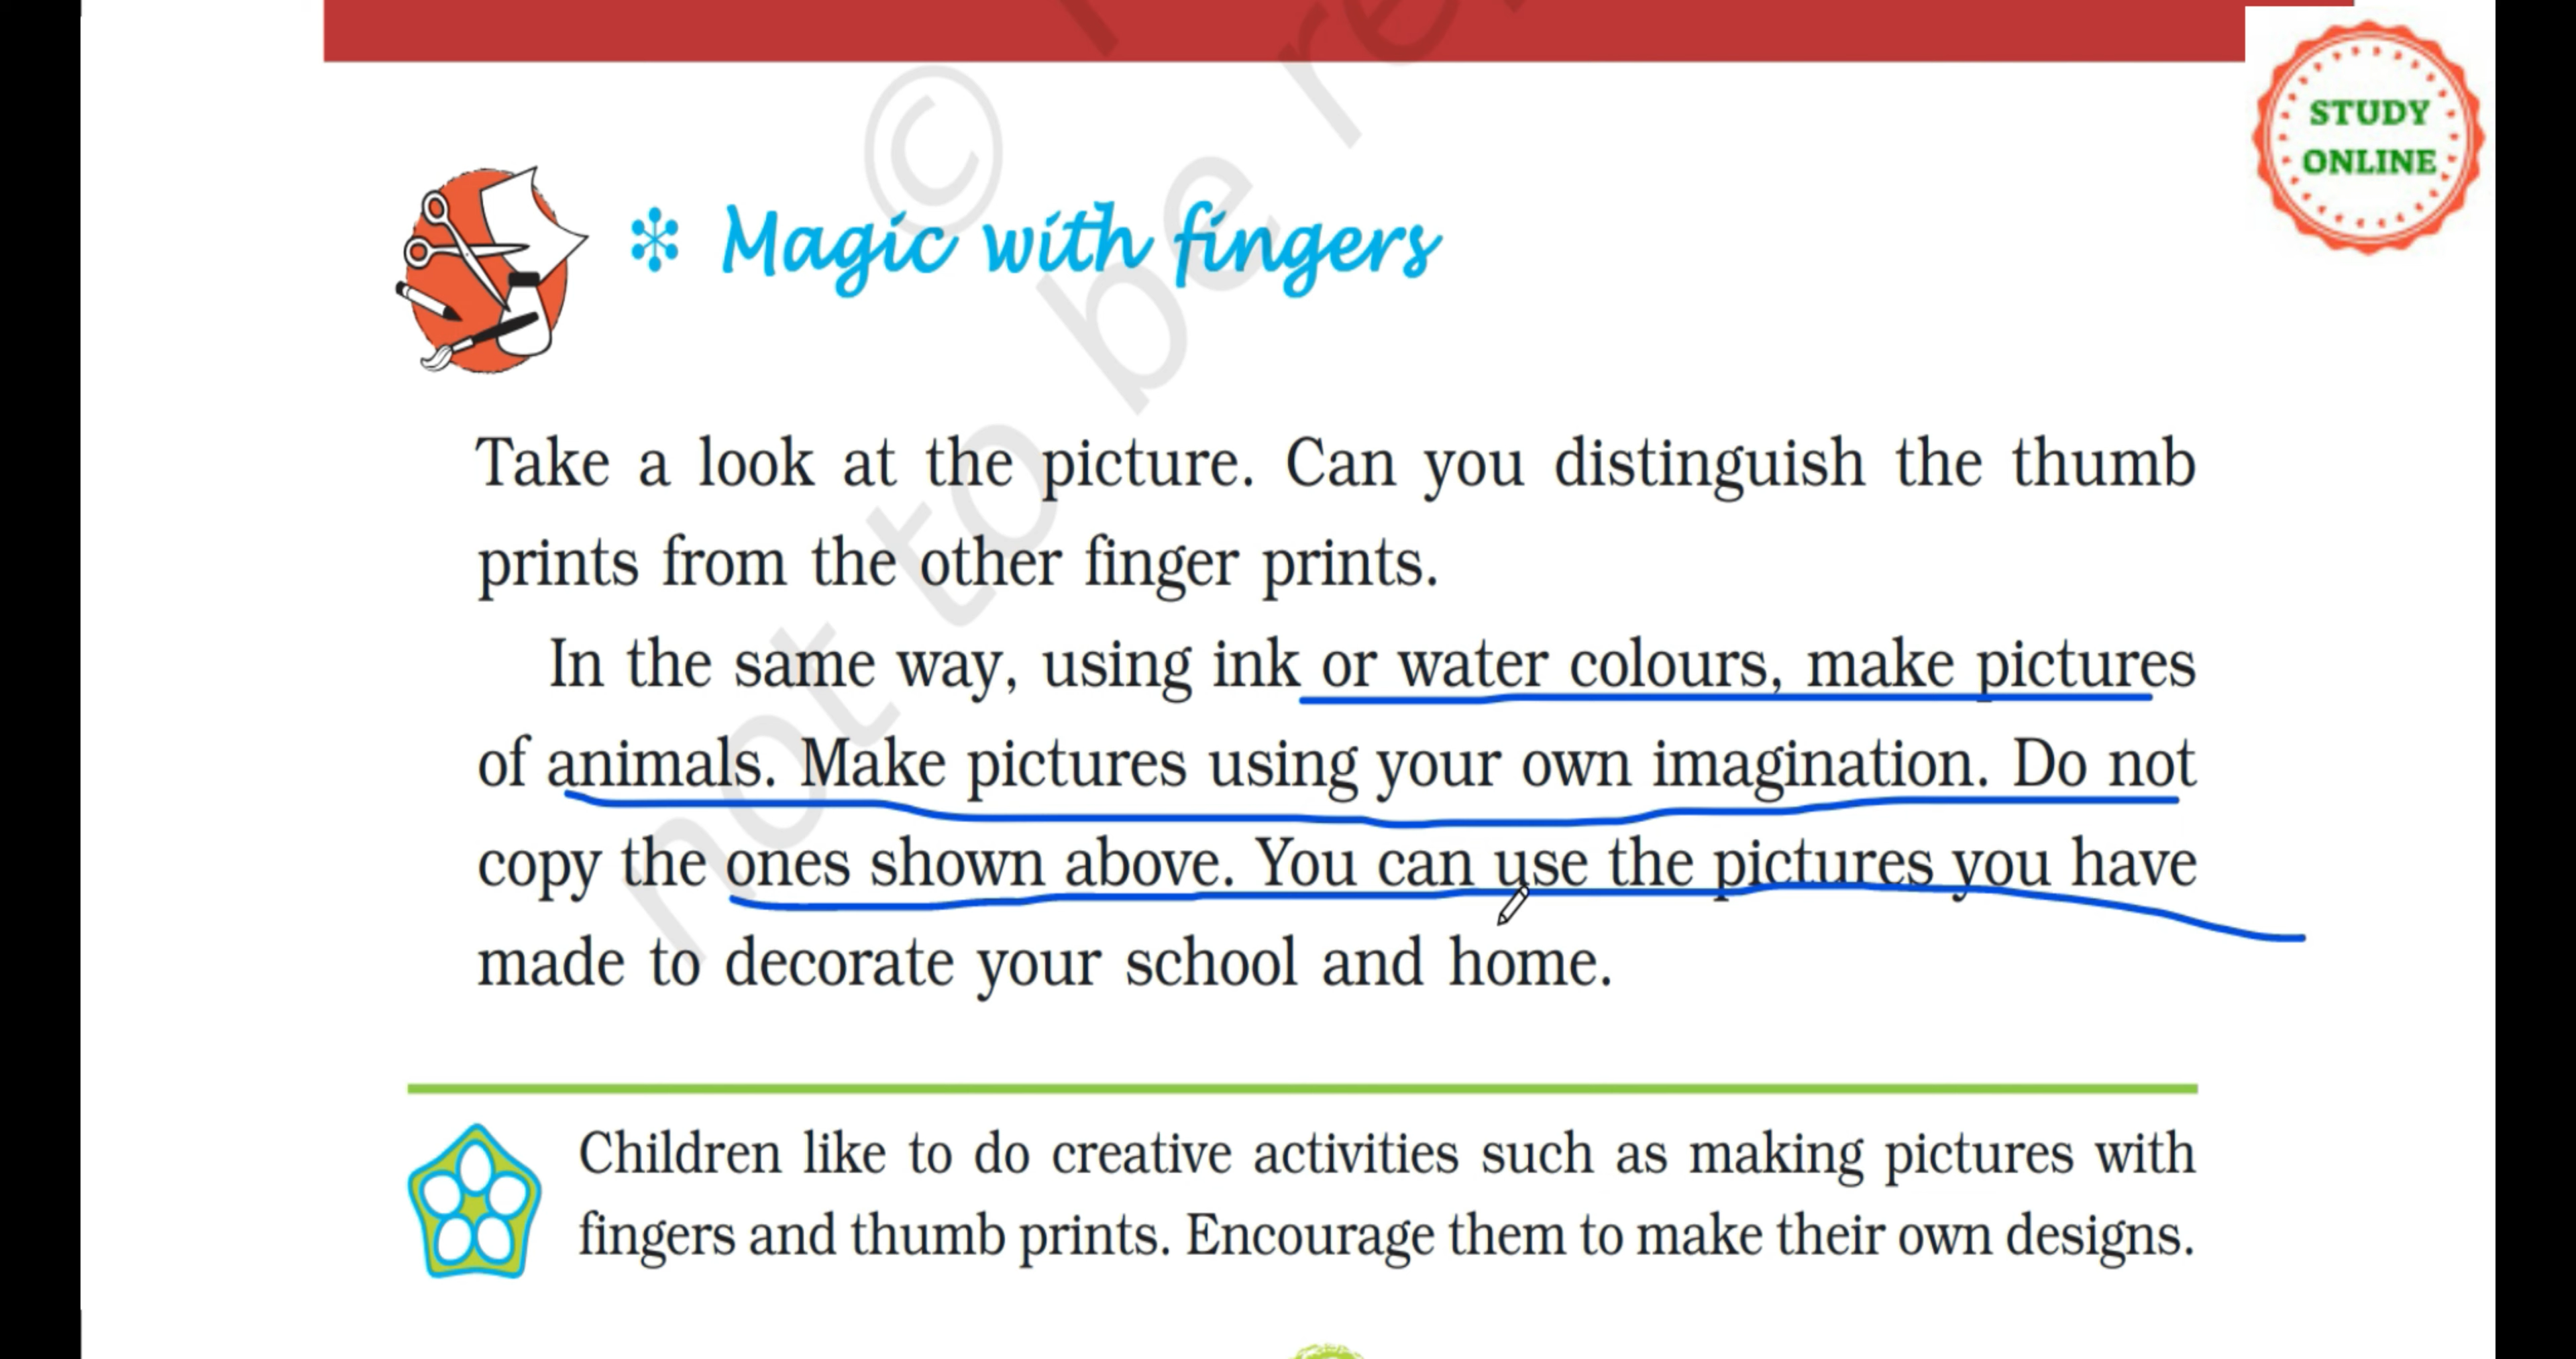 STUDY
ONLINE
Magic with fingers
Take a look at the picture. Can you distinguish the thumb
prints from the other finger prints.
In the same way, using ink or water colours, make pictures
of animals. Make pictures using your own imagination. Do not
copy the ones shown above. You can use the pictures you have
made to decorate your school and home.
Children like to do creative activities such as making pictures with
fingers and thumb prints. Encourage them to make their own designs.
©
not to be re